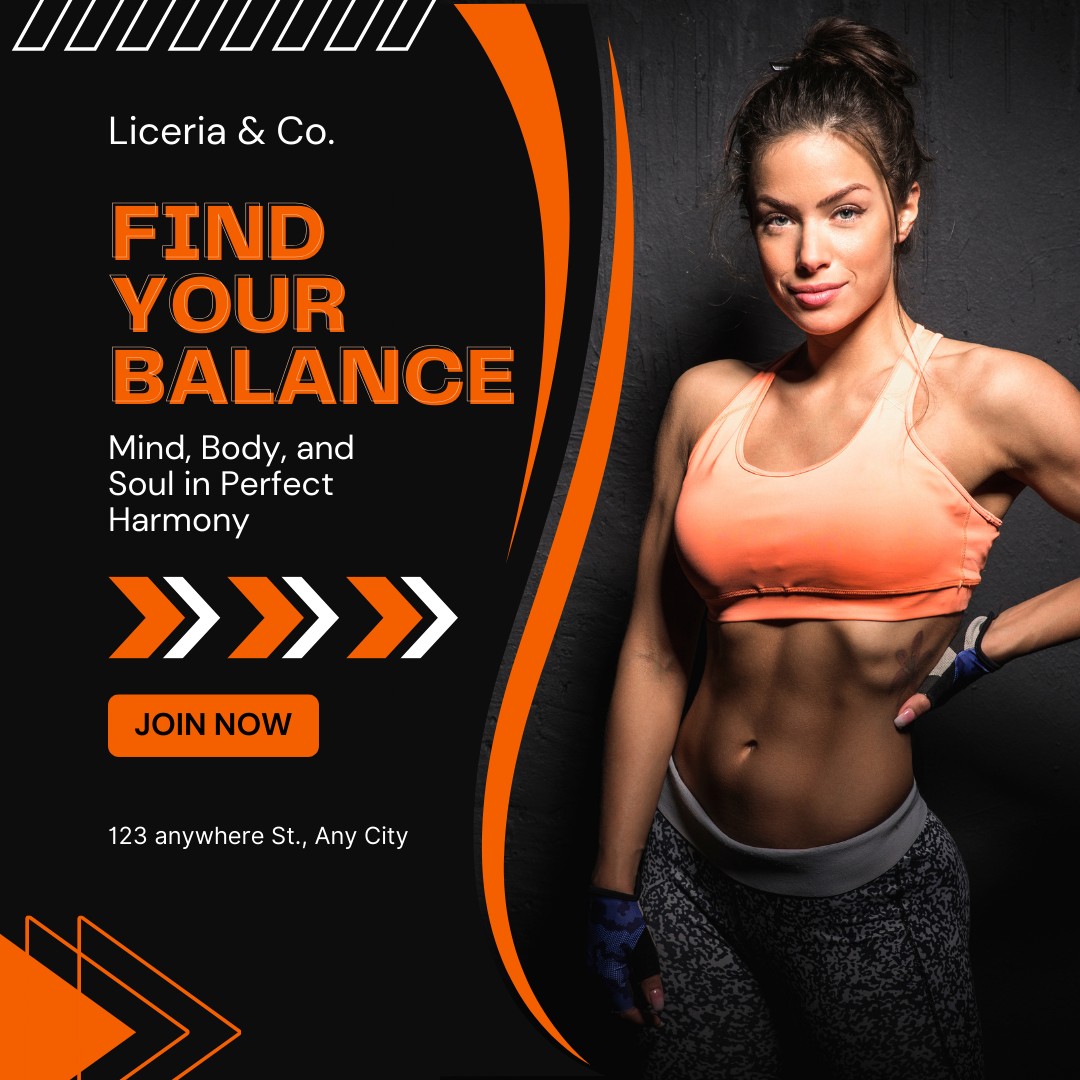 Liceria & Co.
FIND
YOUR
BALANCE
Mind, Body, and
Soul in Perfect
Harmony
JOIN NOW
123 anywhere St., Any City